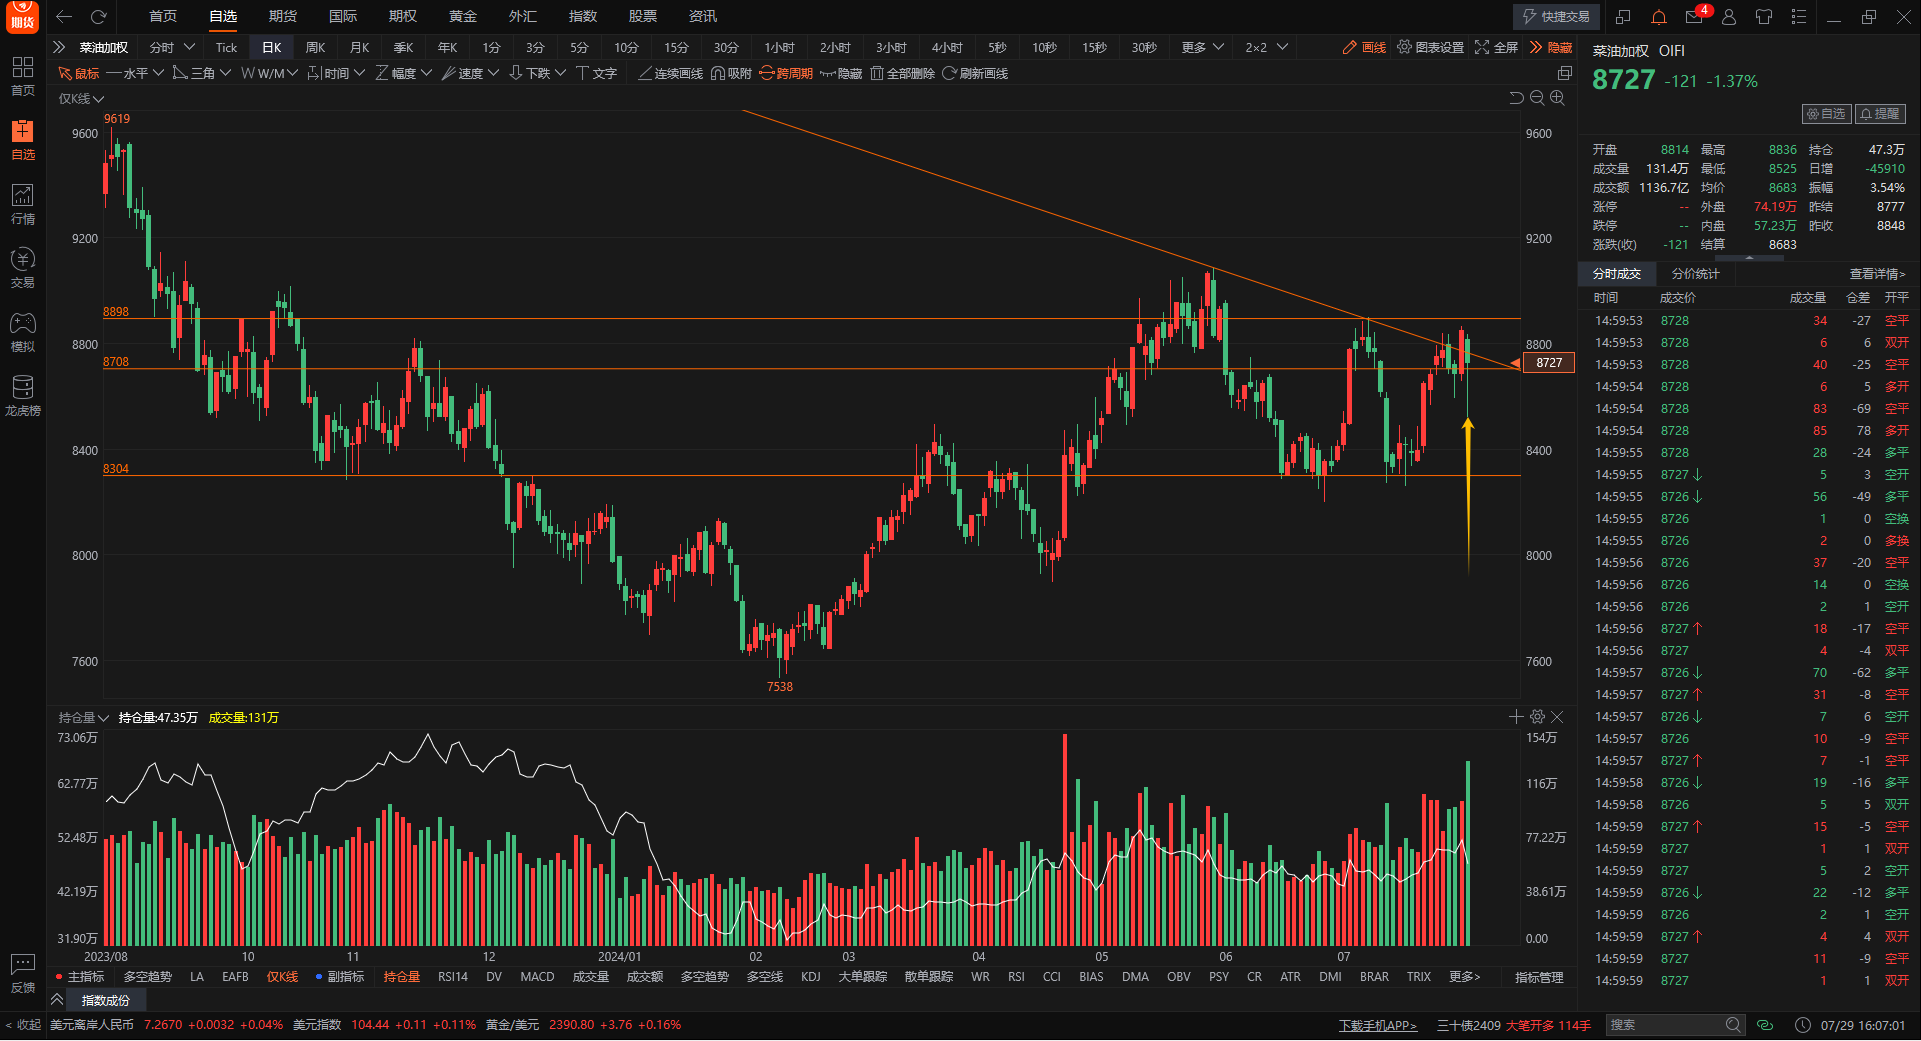 期货
首页 自选 期货 国际 期权 黄金 外汇 指数 股票 资讯 快捷交易 4
菜油加权 分时 Tick 日K 周K 月K 季K 年K 1分 3分 5分 10分 15分 30分 1小时 2小时 3小时 4小时 5秒 10秒 15秒 30秒 更多 2×2 画线 图表设置 全屏 隐藏
鼠标 水平 三角 W/M 时间 幅度 速度 下跌 文字 连续画线 吸附 跨周期 隐藏 全部删除 刷新画线
首页
自选
行情
交易
模拟
龙虎榜
反馈
仅K线
9619
9600 9600
9200 9200
8898
8800 8800
8708
8727
8400 8400
8304
8000 8000
7600 7600
7538
持仓量 持仓量:47.35万 成交量:131万
73.06万 154万
62.77万 116万
52.48万 77.22万
42.19万 38.61万
31.90万 0.00
2023/08 10 11 12 2024/01 02 03 04 05 06 07
主指标 多空趋势 LA EAFB 仅K线 副指标 持仓量 RSI14 DV MACD 成交量 成交额 多空趋势 多空线 KDJ 大单跟踪 散单跟踪 WR RSI CCI BIAS DMA OBV PSY CR ATR DMI BRAR TRIX 更多> 指标管理
指数成份
菜油加权 OIFI
8727 -121 -1.37%
自选 提醒
开盘 8814 最高 8836 持仓 47.3万
成交量 131.4万 最低 8525 日增 -45910
成交额 1136.7亿 均价 8683 振幅 3.54%
涨停 -- 外盘 74.19万 昨结 8777
跌停 -- 内盘 57.23万 昨收 8848
涨跌(收) -121 结算 8683
分时成交 分价统计 查看详情>
时间 成交价 成交量 仓差 开平
14:59:53 8728 34 -27 空平
14:59:53 8728 6 6 双开
14:59:53 8728 40 -25 空平
14:59:54 8728 6 5 多开
14:59:54 8728 83 -69 空平
14:59:54 8728 85 78 多开
14:59:55 8728 28 -24 多平
14:59:55 8727↓ 5 3 空开
14:59:55 8726↓ 56 -49 多平
14:59:55 8726 1 0 空换
14:59:55 8726 2 0 多换
14:59:56 8726 37 -20 空平
14:59:56 8726 14 0 空换
14:59:56 8726 2 1 空开
14:59:56 8727↑ 18 -17 空平
14:59:56 8727 4 -4 双平
14:59:57 8726↓ 70 -62 多平
14:59:57 8727↑ 31 -8 空平
14:59:57 8726↓ 7 6 空开
14:59:57 8726 10 -9 空平
14:59:57 8727↑ 7 -1 空平
14:59:58 8726↓ 19 -16 多平
14:59:58 8726 5 5 双开
14:59:59 8727↑ 15 -5 空平
14:59:59 8727 1 1 双开
14:59:59 8727 5 2 空开
14:59:59 8726↓ 22 -12 多平
14:59:59 8726 2 1 空开
14:59:59 8727↑ 4 4 双开
14:59:59 8727 11 -9 空平
14:59:59 8727 1 1 双开
< 收起 美元离岸人民币 7.2670 +0.0032 +0.04% 美元指数 104.44 +0.11 +0.11% 黄金/美元 2390.80 +3.76 +0.16% 下载手机APP> 三十债2409 大笔开多 114手 搜索 07/29 16:07:01